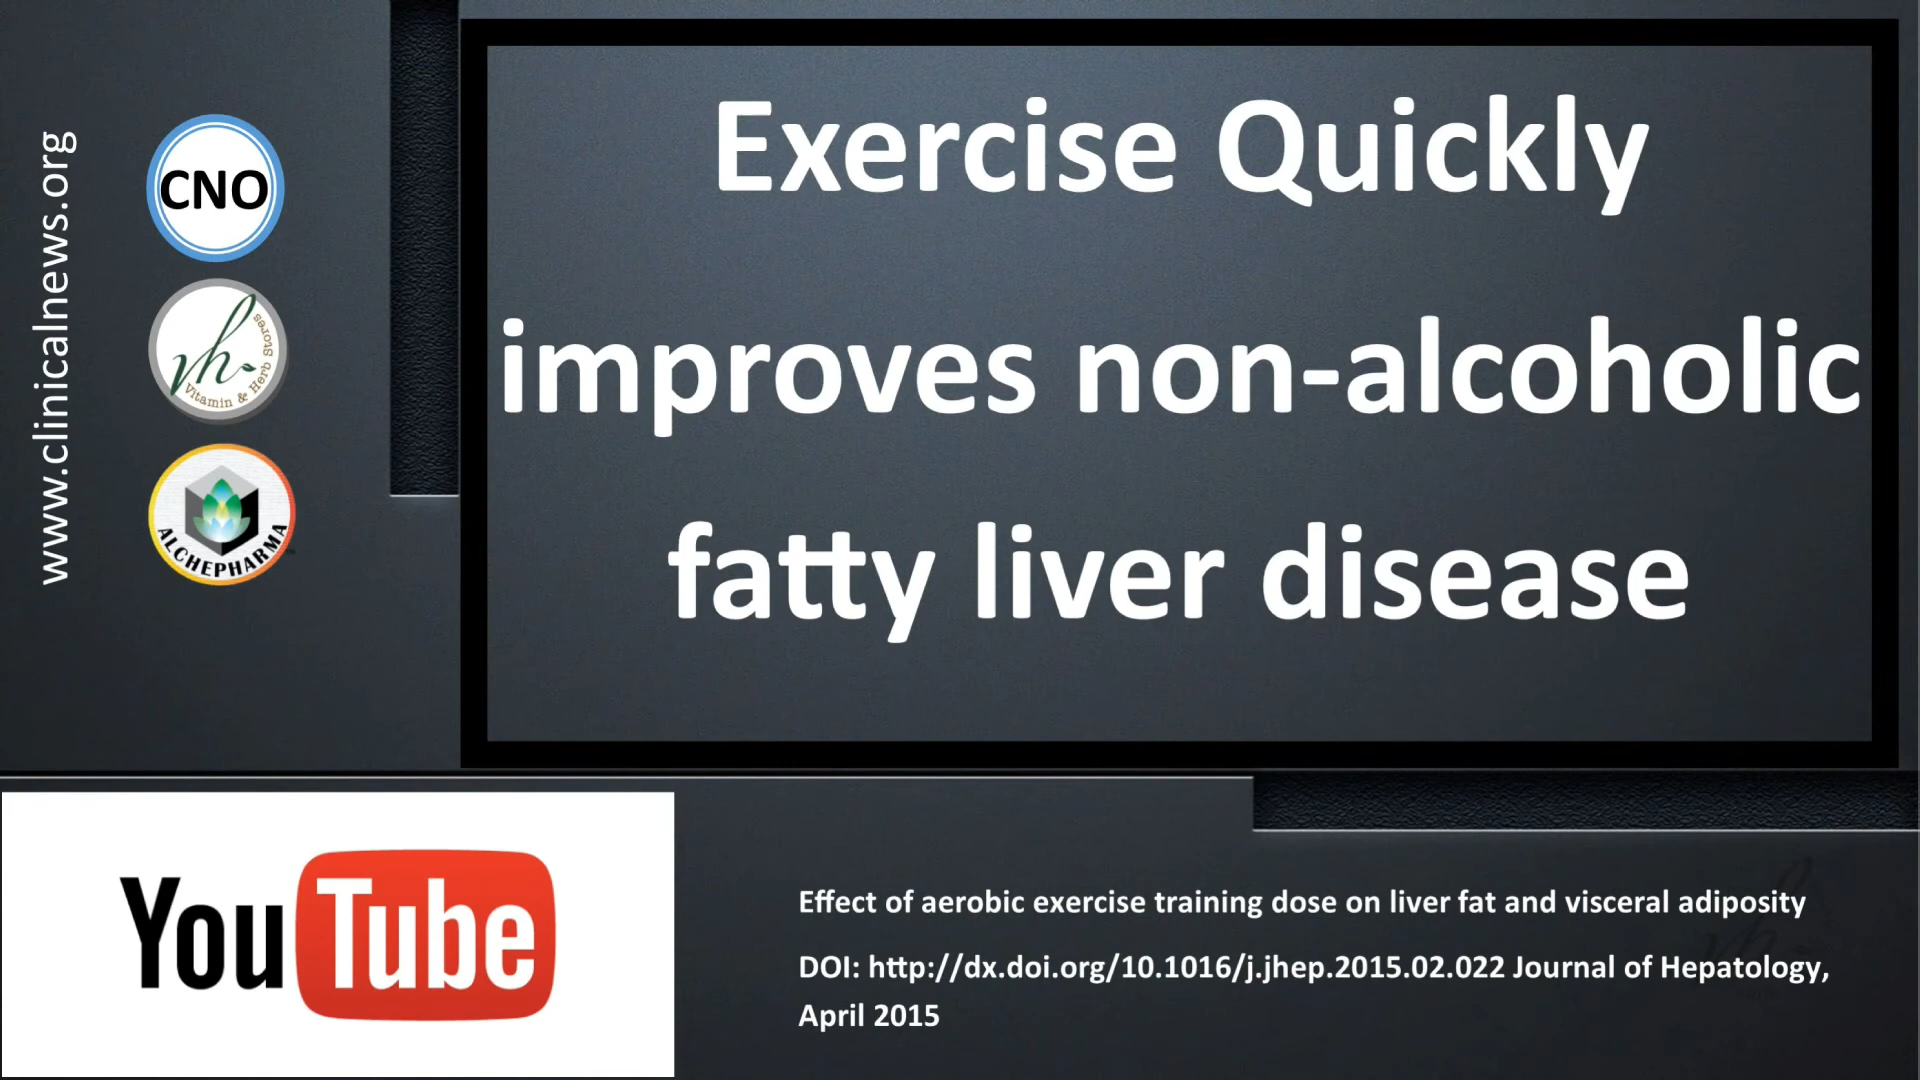 www.clinicalnews.org
CNO
vh
Vitamin & Herb Stores
ALCHEPHARMA
Exercise Quickly
improves non-alcoholic
fatty liver disease
YouTube
Effect of aerobic exercise training dose on liver fat and visceral adiposity
DOI: http://dx.doi.org/10.1016/j.jhep.2015.02.022 Journal of Hepatology,
April 2015
vh